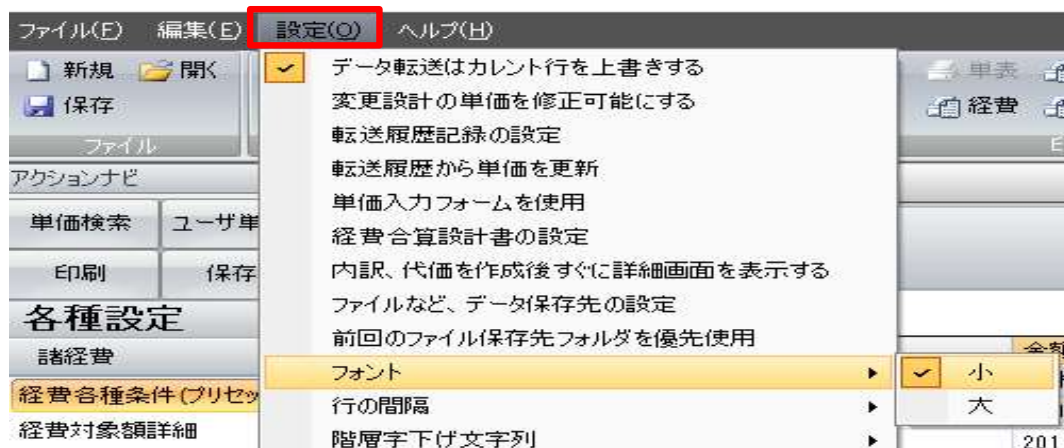 ファイル(F) 編集(E) 設定(O) ヘルプ(H)
新規 開く
保存
ファイル
アクションナビ
単価検索 ユーザ単
印刷 保存
各種設定
諸経費
経費各種条件(プリセッ
経費対象額詳細
データ転送はカレント行を上書きする
変更設計の単価を修正可能にする
転送履歴記録の設定
転送履歴から単価を更新
単価入力フォームを使用
経費合算設計書の設定
内訳、代価を作成後すぐに詳細画面を表示する
ファイルなど、データ保存先の設定
前回のファイル保存先フォルダを優先使用
フォント
行の間隔
階層字下げ文字列
小
大
単表
経費
E
201